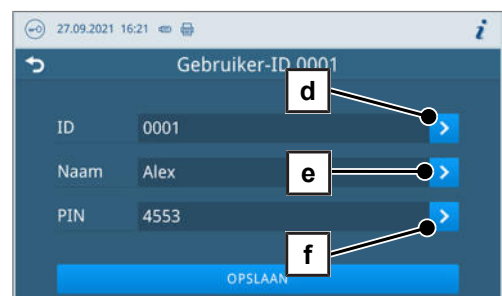 27.09.2021 16:21
Gebruiker-ID 0001
d
ID 0001
Naam Alex
e
PIN 4553
f
OPSLAAN